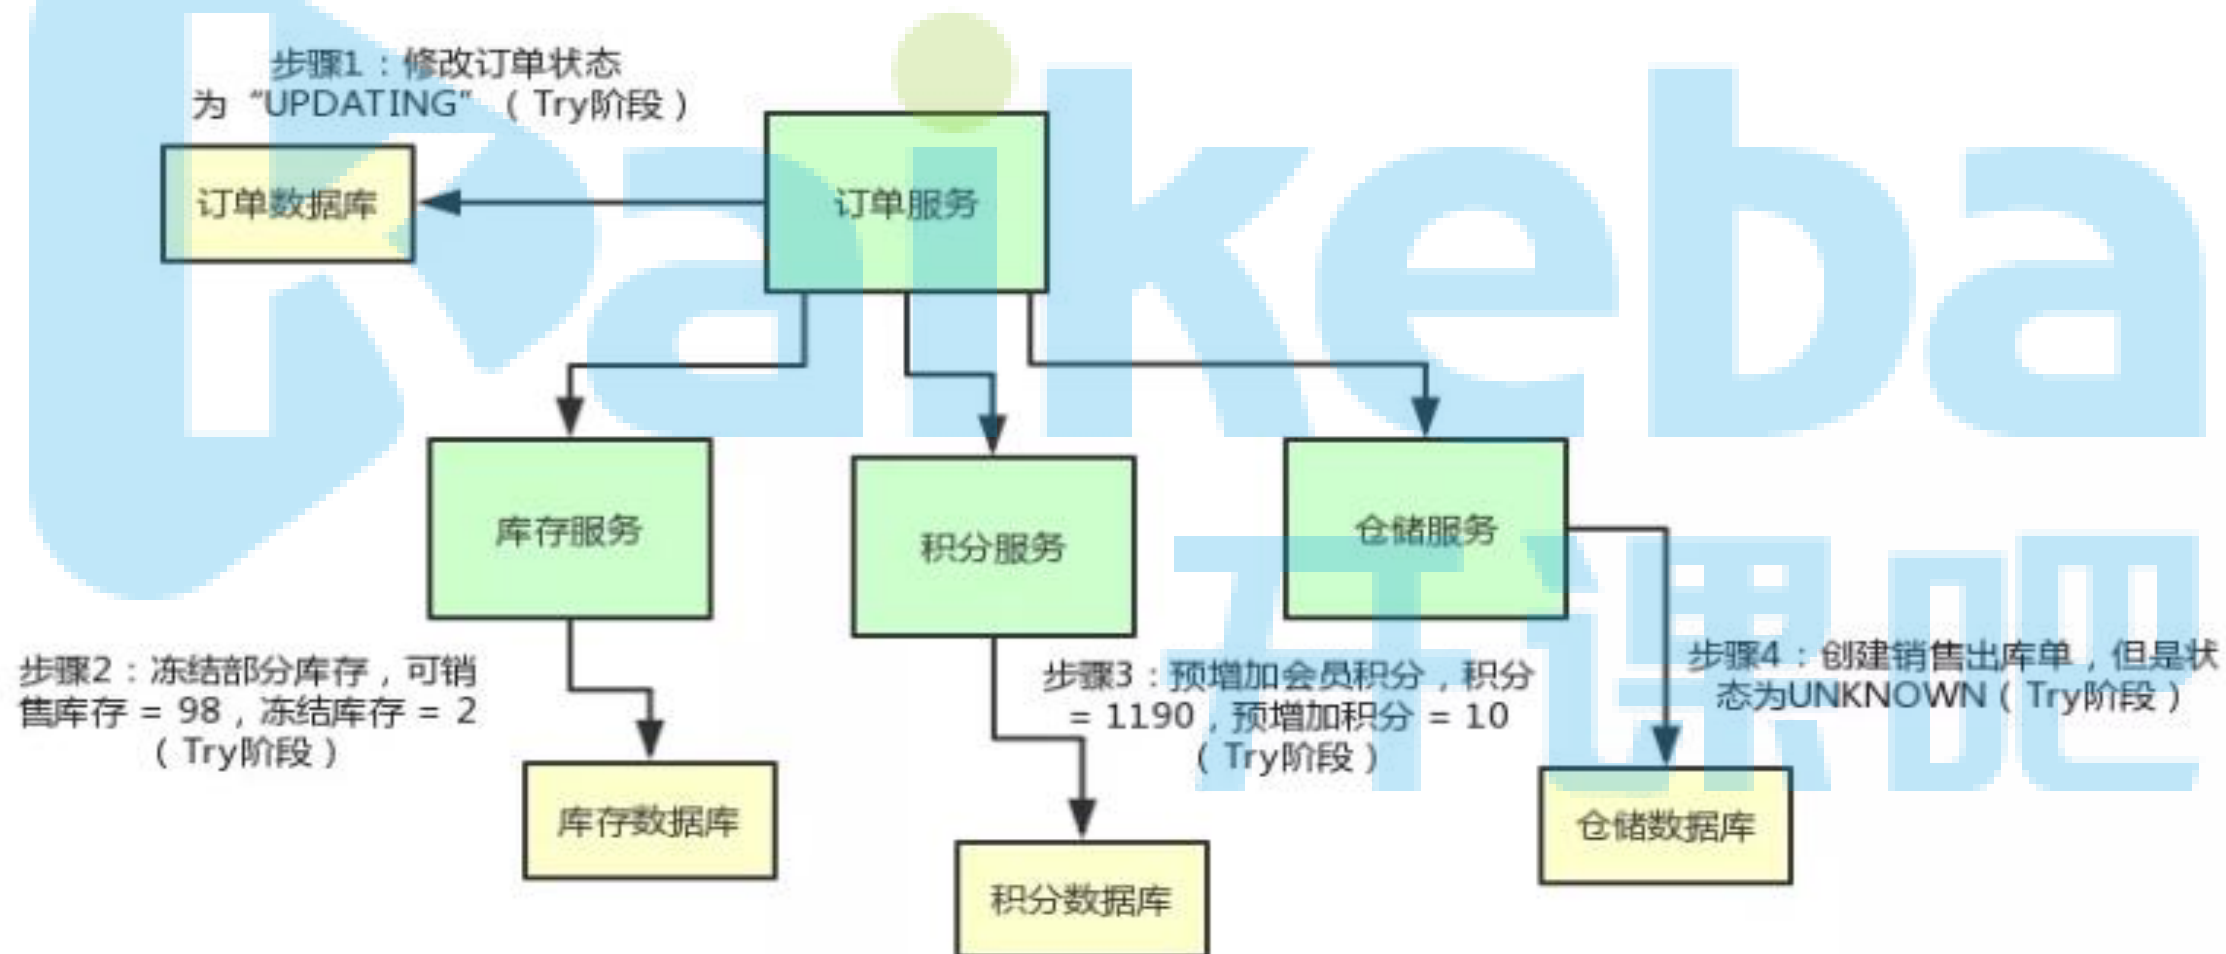 步骤1：修改订单状态
为“UPDATING”（Try阶段）
订单数据库
订单服务
库存服务
积分服务
仓储服务
步骤2：冻结部分库存，可销
售库存 = 98，冻结库存 = 2
（Try阶段）
步骤3：预增加会员积分，积分
= 1190，预增加积分 = 10
（Try阶段）
步骤4：创建销售出库单，但是状
态为UNKNOWN（Try阶段）
库存数据库
积分数据库
仓储数据库
kaikeba
开课吧